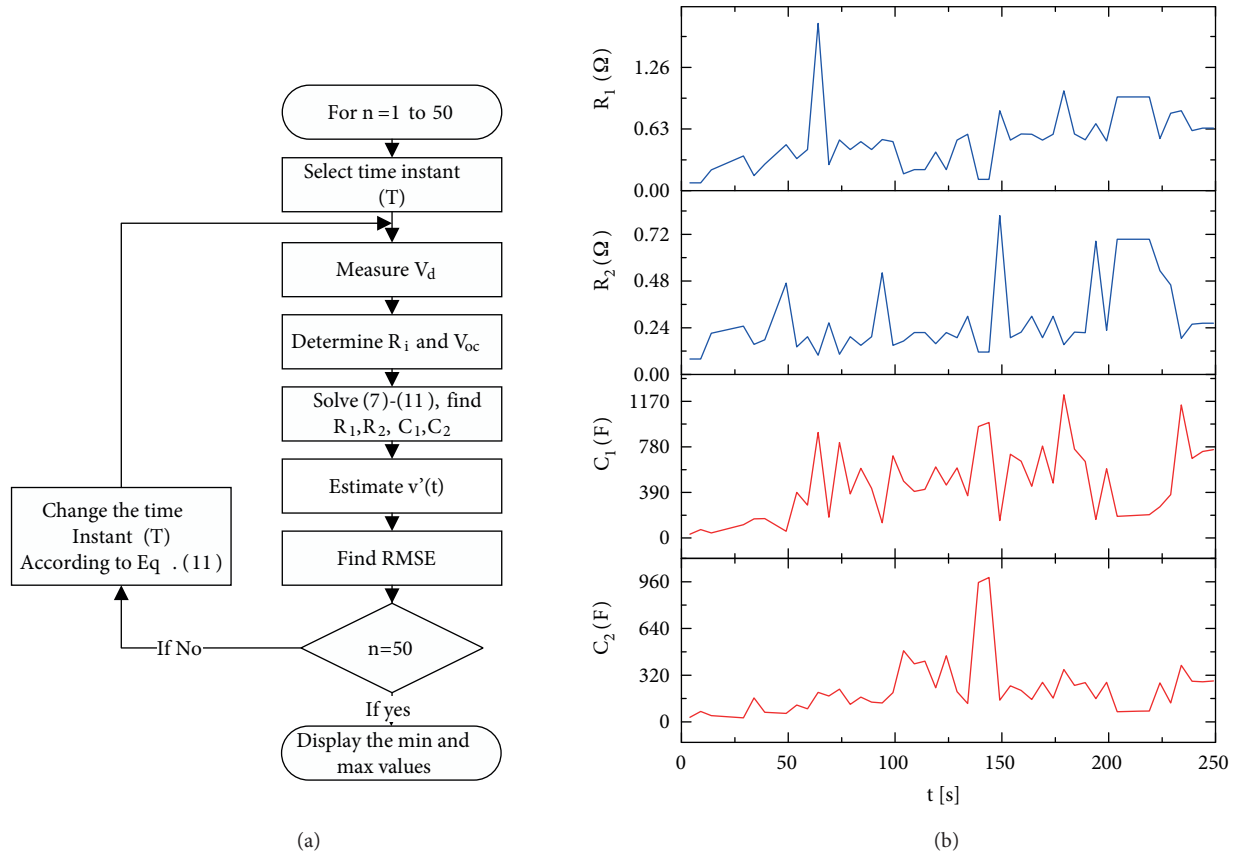 For n=1 to 50
Select time instant
(T)
Measure V_d
Determine R_i and V_oc
Solve (7)-(11), find
R_1,R_2, C_1,C_2
Estimate v'(t)
Find RMSE
n=50
If No
Change the time
Instant (T)
According to Eq . (11)
If yes
Display the min and
max values
(a)
R_1 (Ω)
1.26
0.63
0.00
R_2 (Ω)
0.72
0.48
0.24
0.00
C_1 (F)
1170
780
390
0
C_2 (F)
960
640
320
0
0 50 100 150 200 250
t [s]
(b)